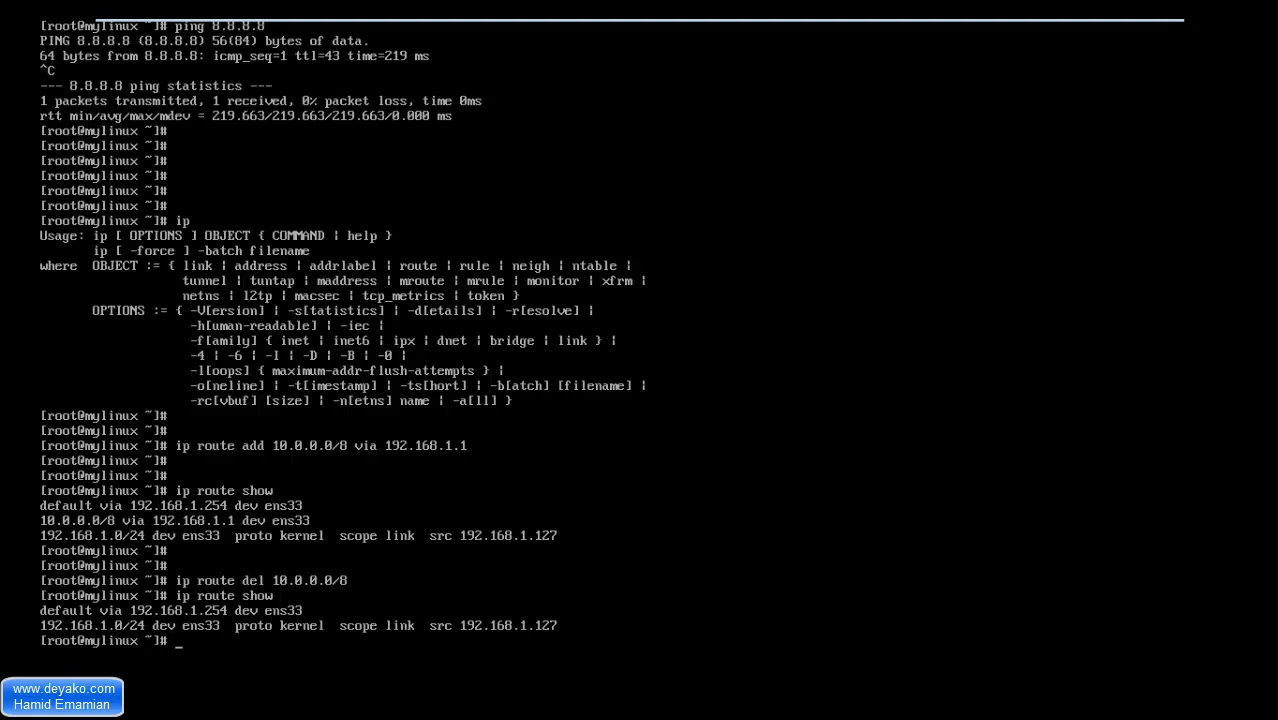 [root@mylinux ~]# ping 8.8.8.8
PING 8.8.8.8 (8.8.8.8) 56(84) bytes of data.
64 bytes from 8.8.8.8: icmp_seq=1 ttl=43 time=219 ms
^C
--- 8.8.8.8 ping statistics ---
1 packets transmitted, 1 received, 0% packet loss, time 0ms
rtt min/avg/max/mdev = 219.663/219.663/219.663/0.000 ms
[root@mylinux ~]#
[root@mylinux ~]#
[root@mylinux ~]#
[root@mylinux ~]#
[root@mylinux ~]#
[root@mylinux ~]#
[root@mylinux ~]# ip
Usage: ip [ OPTIONS ] OBJECT { COMMAND | help }
       ip [ -force ] -batch filename
where  OBJECT := { link | address | addrlabel | route | rule | neigh | ntable |
                   tunnel | tuntap | maddress | mroute | mrule | monitor | xfrm |
                   netns | l2tp | macsec | tcp_metrics | token }
       OPTIONS := { -V[ersion] | -s[tatistics] | -d[etails] | -r[esolve] |
                    -h[uman-readable] | -iec |
                    -f[amily] { inet | inet6 | ipx | dnet | bridge | link } |
                    -4 | -6 | -I | -D | -B | -0 |
                    -l[oops] { maximum-addr-flush-attempts } |
                    -o[neline] | -t[imestamp] | -ts[hort] | -b[atch] [filename] |
                    -rc[vbuf] [size] | -n[etns] name | -a[ll] }
[root@mylinux ~]#
[root@mylinux ~]#
[root@mylinux ~]# ip route add 10.0.0.0/8 via 192.168.1.1
[root@mylinux ~]#
[root@mylinux ~]#
[root@mylinux ~]# ip route show
default via 192.168.1.254 dev ens33
10.0.0.0/8 via 192.168.1.1 dev ens33
192.168.1.0/24 dev ens33  proto kernel  scope link  src 192.168.1.127
[root@mylinux ~]#
[root@mylinux ~]#
[root@mylinux ~]# ip route del 10.0.0.0/8
[root@mylinux ~]# ip route show
default via 192.168.1.254 dev ens33
192.168.1.0/24 dev ens33  proto kernel  scope link  src 192.168.1.127
[root@mylinux ~]# _
www.deyako.com
Hamid Emamian